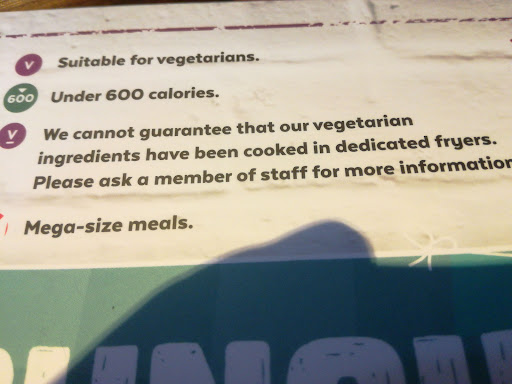 V Suitable for vegetarians.
600 Under 600 calories.
V We cannot guarantee that our vegetarian
ingredients have been cooked in dedicated fryers.
Please ask a member of staff for more information
Mega-size meals.